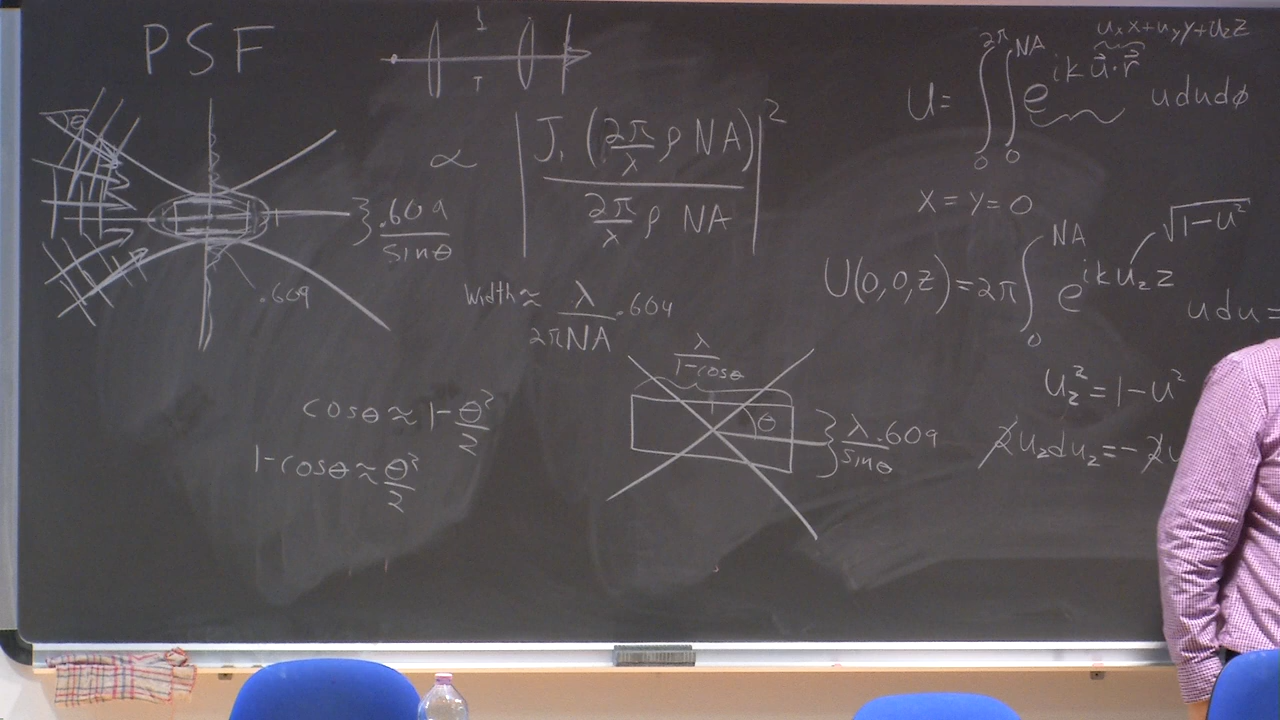 PSF
θ
} .609 / sinθ
.609
∝ | J₁ (2π/λ ρ NA) / (2π/λ ρ NA) |²
Width ≈ λ / 2πNA .604
cosθ ≈ 1 - θ²/2
1 - cosθ ≈ θ²/2
λ / 1-cosθ
θ
} λ .609 / sinθ
uₓx + u_y y + u_z z
U = ∫₀^2π ∫₀^NA e^{ik u⃗·r⃗} u du dϕ
x = y = 0
√1-u²
U(0,0,z) = 2π ∫₀^NA e^{ik u_z z} u du =
u_z² = 1 - u²
2u_z du_z = - 2u